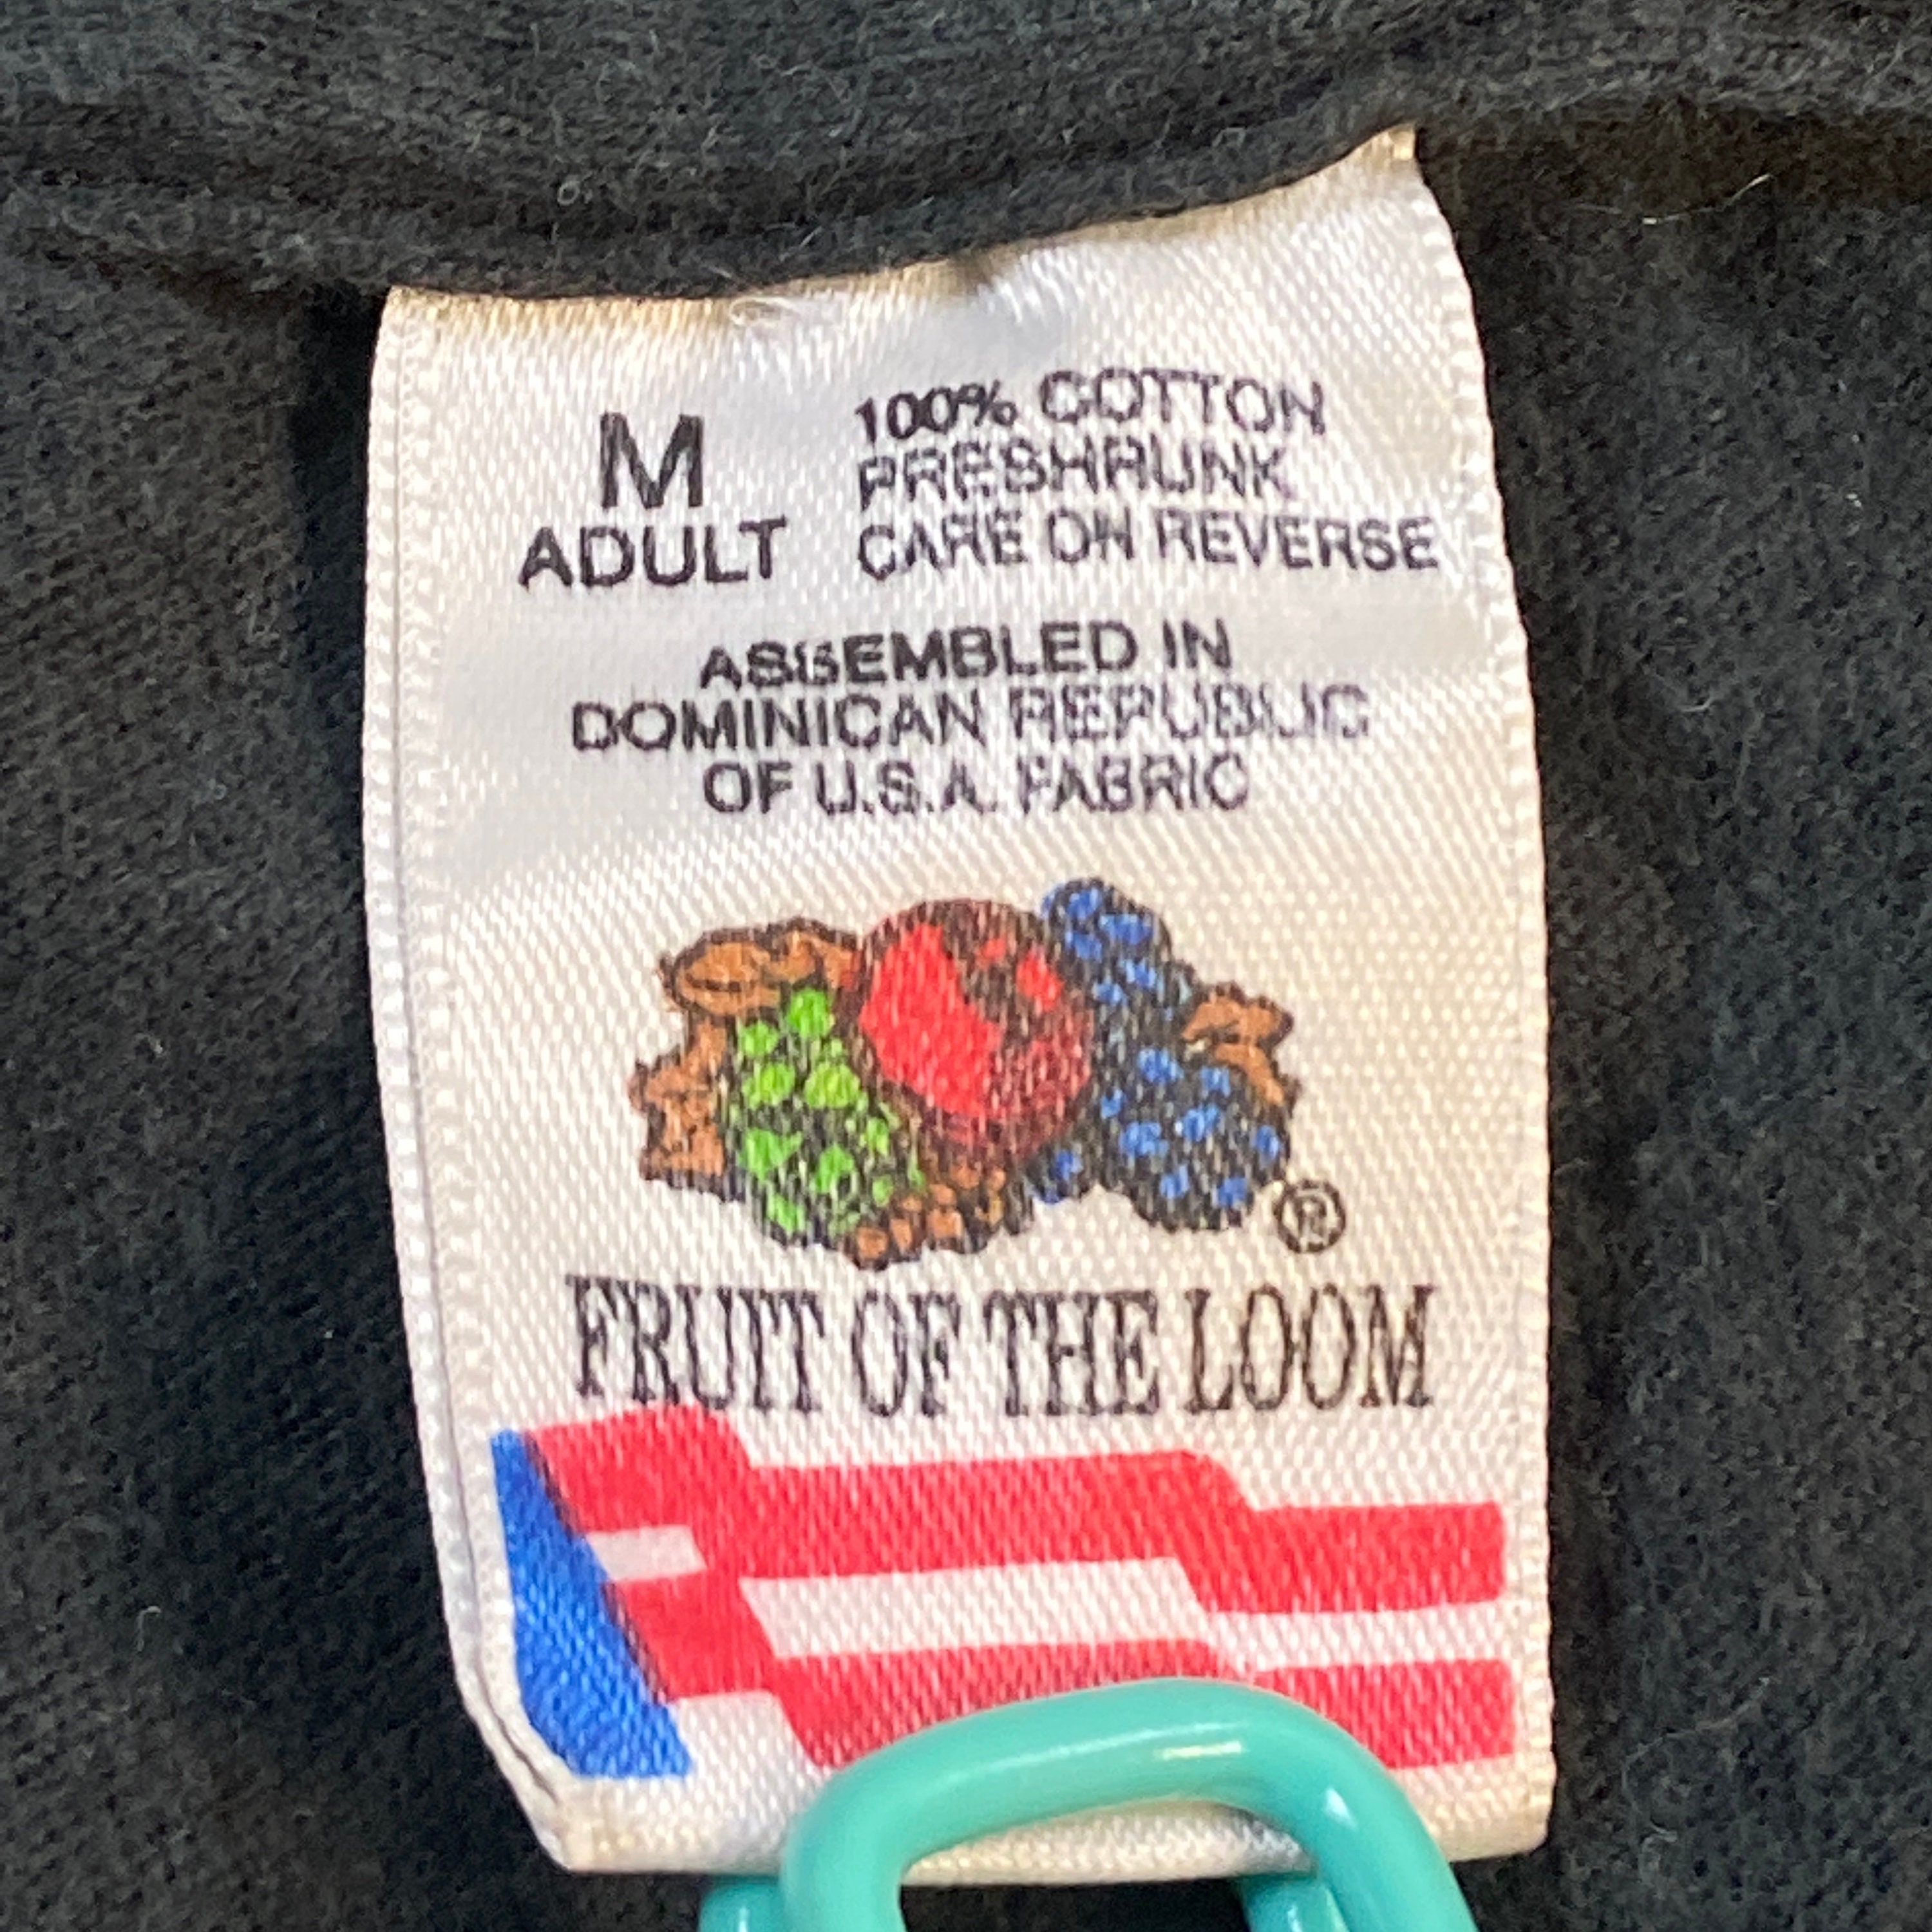 M
ADULT
100% COTTON
PRESHRUNK
CARE ON REVERSE
ASSEMBLED IN
DOMINICAN REPUBLIC
OF U.S.A. FABRIC
®
FRUIT OF THE LOOM